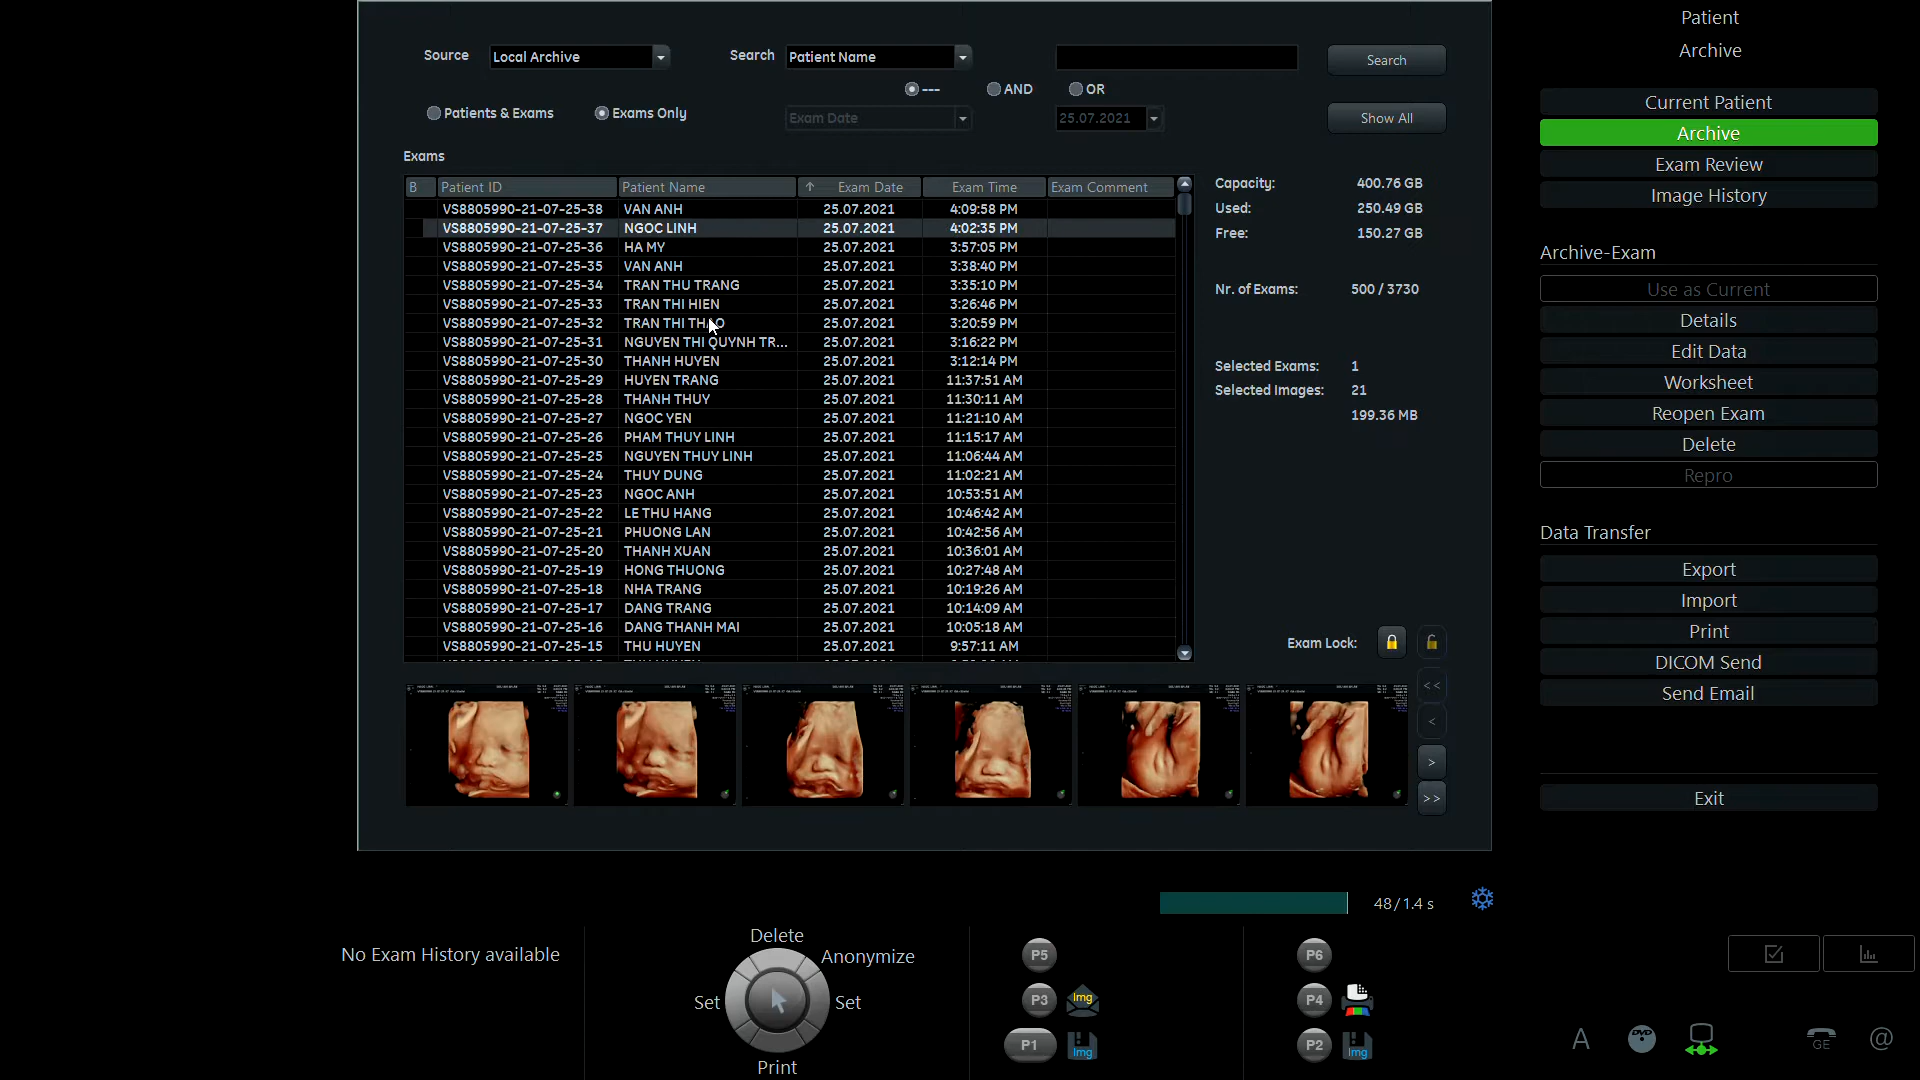 Patient
Archive
Source Local Archive Search Patient Name Search
--- AND OR
Patients & Exams Exams Only Exam Date 25.07.2021 Show All
Exams
B Patient ID Patient Name Exam Date Exam Time Exam Comment
VS8805990-21-07-25-38 VAN ANH 25.07.2021 4:09:58 PM
VS8805990-21-07-25-37 NGOC LINH 25.07.2021 4:02:35 PM
VS8805990-21-07-25-36 HA MY 25.07.2021 3:57:05 PM
VS8805990-21-07-25-35 VAN ANH 25.07.2021 3:38:40 PM
VS8805990-21-07-25-34 TRAN THU TRANG 25.07.2021 3:35:10 PM
VS8805990-21-07-25-33 TRAN THI HIEN 25.07.2021 3:26:46 PM
VS8805990-21-07-25-32 TRAN THI THAO 25.07.2021 3:20:59 PM
VS8805990-21-07-25-31 NGUYEN THI QUYNH TR... 25.07.2021 3:16:22 PM
VS8805990-21-07-25-30 THANH HUYEN 25.07.2021 3:12:14 PM
VS8805990-21-07-25-29 HUYEN TRANG 25.07.2021 11:37:51 AM
VS8805990-21-07-25-28 THANH THUY 25.07.2021 11:30:11 AM
VS8805990-21-07-25-27 NGOC YEN 25.07.2021 11:21:10 AM
VS8805990-21-07-25-26 PHAM THUY LINH 25.07.2021 11:15:17 AM
VS8805990-21-07-25-25 NGUYEN THUY LINH 25.07.2021 11:06:44 AM
VS8805990-21-07-25-24 THUY DUNG 25.07.2021 11:02:21 AM
VS8805990-21-07-25-23 NGOC ANH 25.07.2021 10:53:51 AM
VS8805990-21-07-25-22 LE THU HANG 25.07.2021 10:46:42 AM
VS8805990-21-07-25-21 PHUONG LAN 25.07.2021 10:42:56 AM
VS8805990-21-07-25-20 THANH XUAN 25.07.2021 10:36:01 AM
VS8805990-21-07-25-19 HONG THUONG 25.07.2021 10:27:48 AM
VS8805990-21-07-25-18 NHA TRANG 25.07.2021 10:19:26 AM
VS8805990-21-07-25-17 DANG TRANG 25.07.2021 10:14:09 AM
VS8805990-21-07-25-16 DANG THANH MAI 25.07.2021 10:05:18 AM
VS8805990-21-07-25-15 THU HUYEN 25.07.2021 9:57:11 AM
Capacity: 400.76 GB
Used: 250.49 GB
Free: 150.27 GB
Nr. of Exams: 500 / 3730
Selected Exams: 1
Selected Images: 21
199.36 MB
Exam Lock:
<<
<
>
>>
Current Patient
Archive
Exam Review
Image History
Archive-Exam
Use as Current
Details
Edit Data
Worksheet
Reopen Exam
Delete
Repro
Data Transfer
Export
Import
Print
DICOM Send
Send Email
Exit
48/1.4 s
No Exam History available
Delete
Anonymize
Set Set
Print
P5 P6
P3 Img P4
P1 Img P2 Img
A DVD GE @